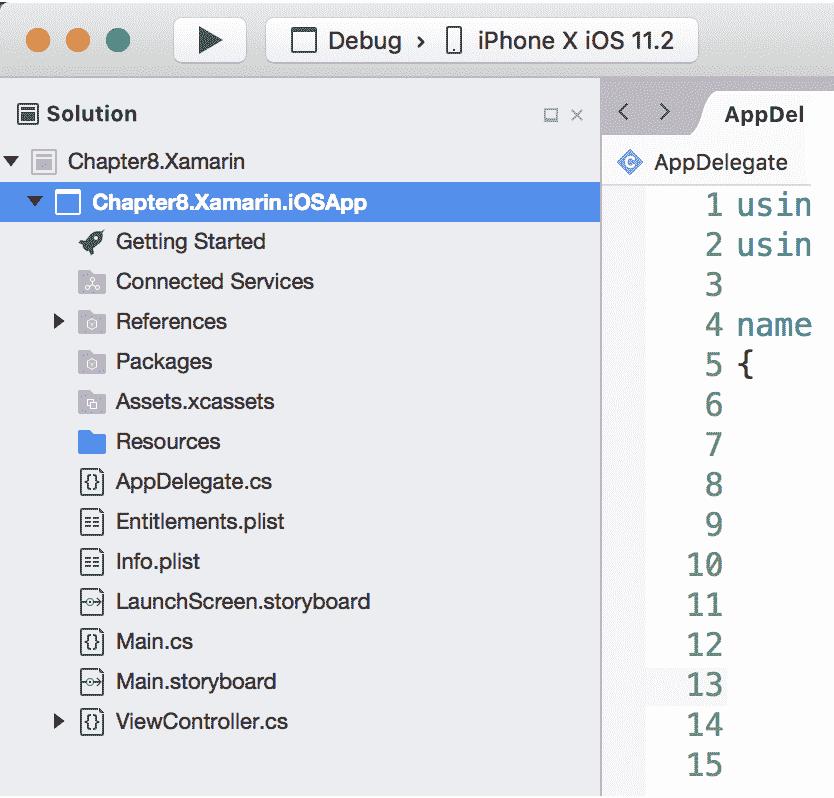 Debug › iPhone X iOS 11.2
Solution
Chapter8.Xamarin
Chapter8.Xamarin.iOSApp
Getting Started
Connected Services
References
Packages
Assets.xcassets
Resources
AppDelegate.cs
Entitlements.plist
Info.plist
LaunchScreen.storyboard
Main.cs
Main.storyboard
ViewController.cs
AppDel
AppDelegate
1 usin
2 usin
3
4 name
5 {
6
7
8
9
10
11
12
13
14
15